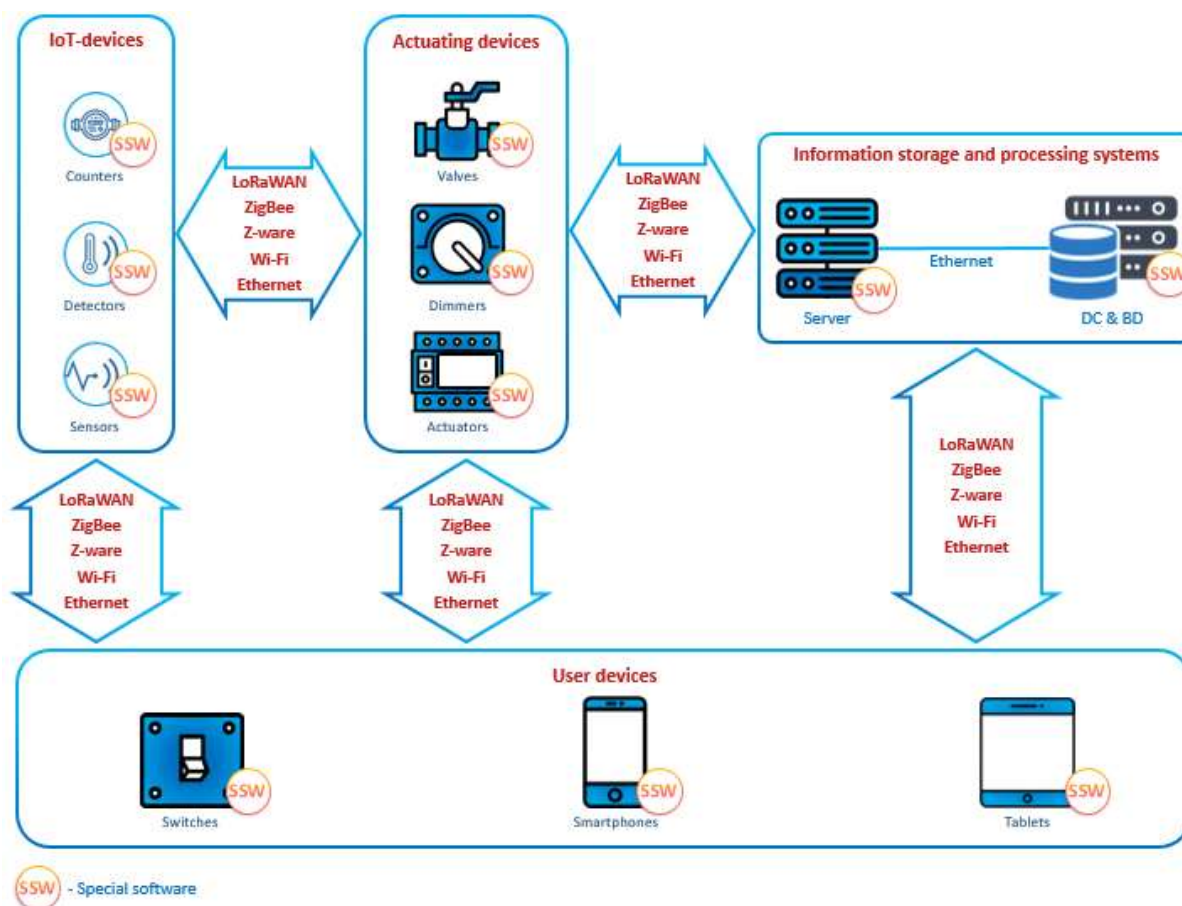 IoT-devices
SSW
Counters
SSW
Detectors
SSW
Sensors
LoRaWAN
ZigBee
Z-ware
Wi-Fi
Ethernet
Actuating devices
SSW
Valves
SSW
Dimmers
SSW
Actuators
LoRaWAN
ZigBee
Z-ware
Wi-Fi
Ethernet
Information storage and processing systems
SSW
Server
Ethernet
SSW
DC & BD
LoRaWAN
ZigBee
Z-ware
Wi-Fi
Ethernet
LoRaWAN
ZigBee
Z-ware
Wi-Fi
Ethernet
LoRaWAN
ZigBee
Z-ware
Wi-Fi
Ethernet
User devices
SSW
Switches
SSW
Smartphones
SSW
Tablets
SSW - Special software